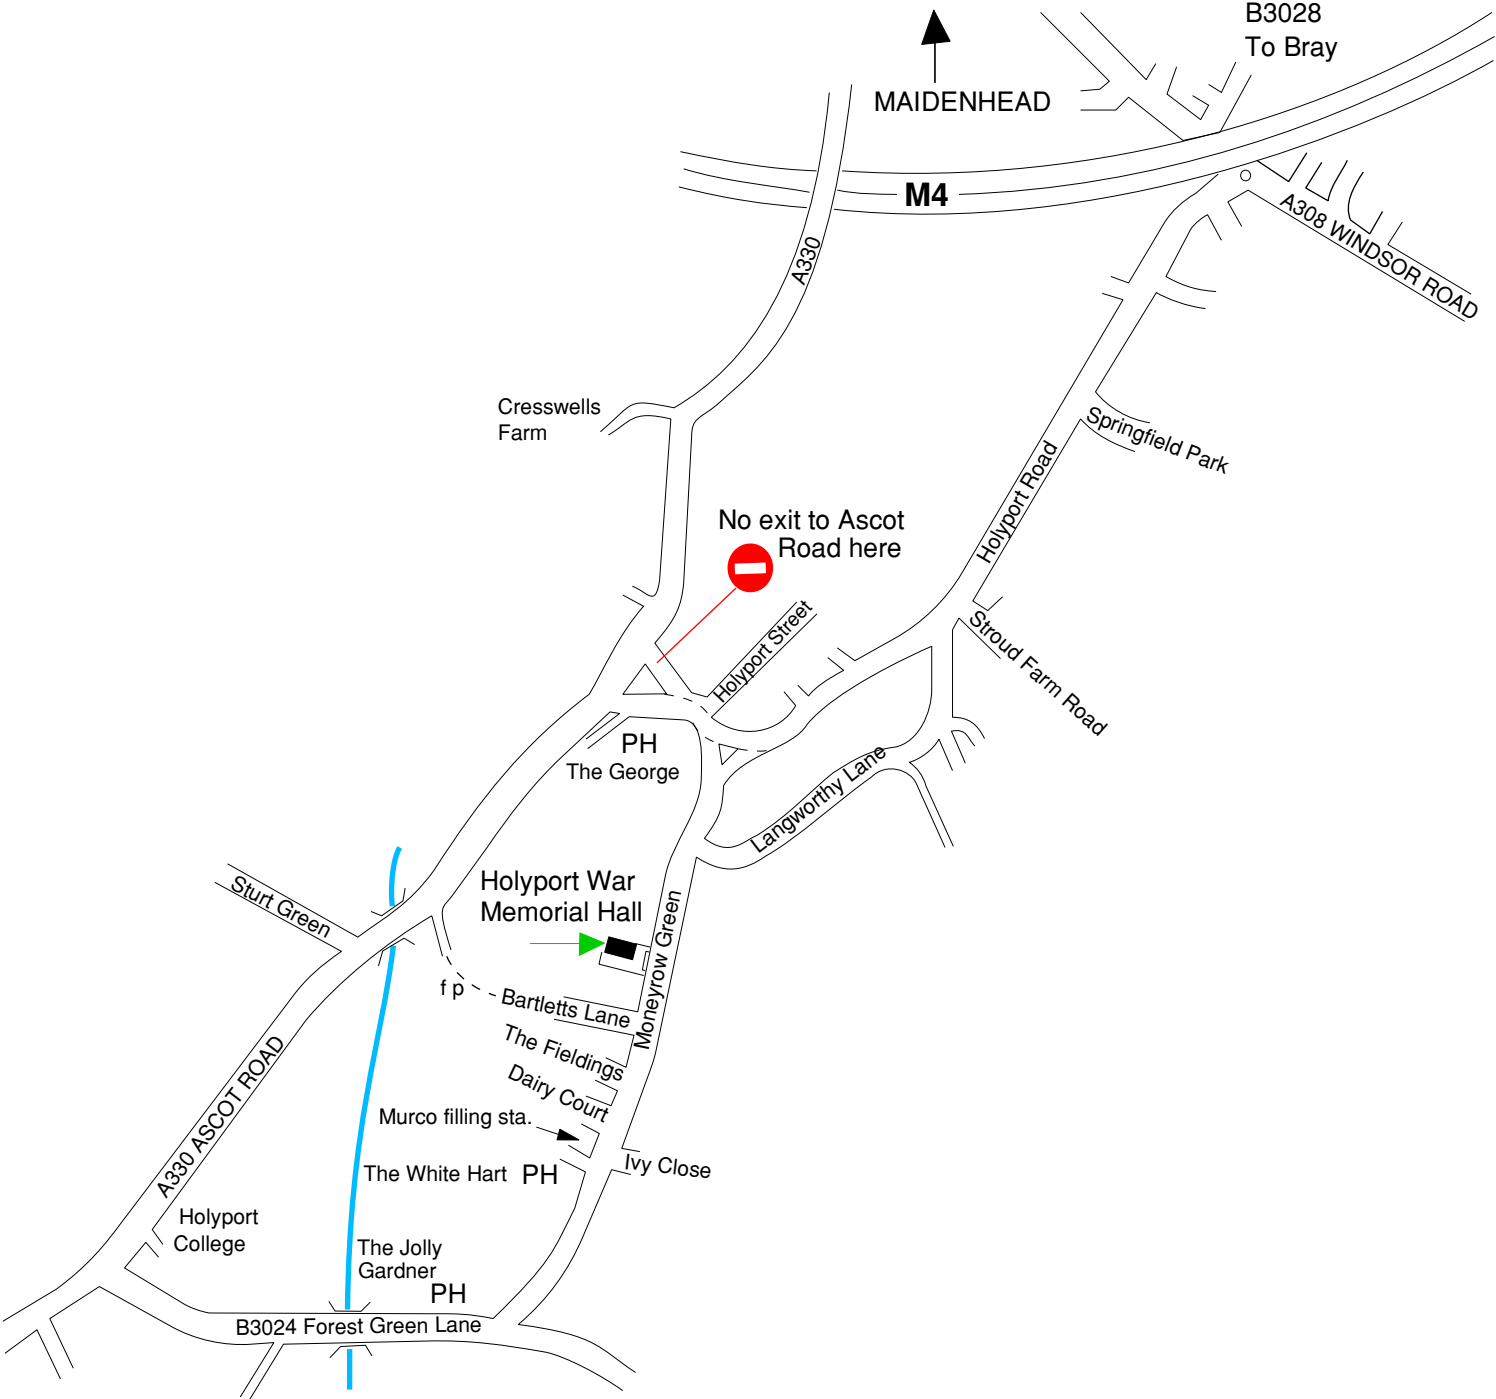 B3028
To Bray
MAIDENHEAD
M4
A308 WINDSOR ROAD
A330
Cresswells
Farm
Springfield Park
Holyport Road
No exit to Ascot
Road here
Holyport Street
Stroud Farm Road
PH
The George
Langworthy Lane
Holyport War
Memorial Hall
Sturt Green
Moneyrow Green
f p
Bartletts Lane
The Fieldings
Dairy Court
A330 ASCOT ROAD
Murco filling sta.
The White Hart PH
Ivy Close
Holyport
College
The Jolly
Gardner
PH
B3024 Forest Green Lane